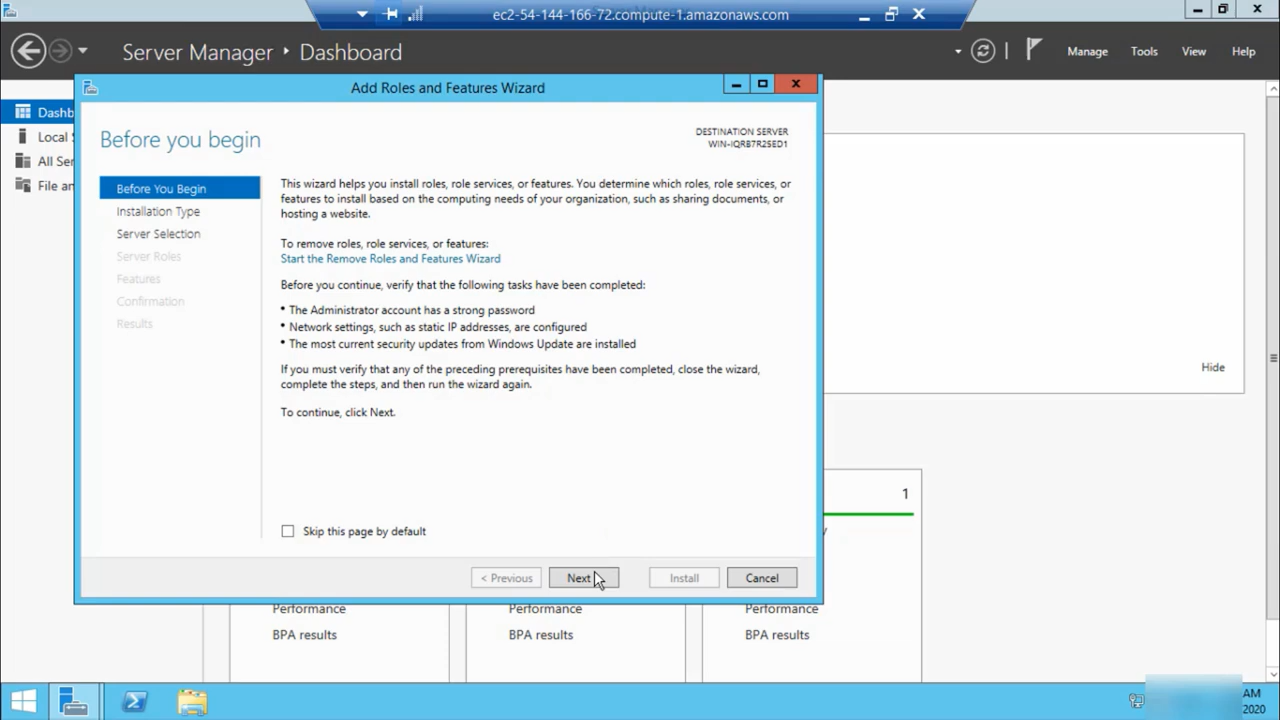 ec2-54-144-166-72.compute-1.amazonaws.com
Server Manager
Dashboard
Manage
Tools
View
Help
Dashb
Local
All Ser
File an
Add Roles and Features Wizard
Before you begin
DESTINATION SERVER
WIN-IQRB7R2SED1
Before You Begin
Installation Type
Server Selection
Server Roles
Features
Confirmation
Results
This wizard helps you install roles, role services, or features. You determine which roles, role services, or
features to install based on the computing needs of your organization, such as sharing documents, or
hosting a website.
To remove roles, role services, or features:
Start the Remove Roles and Features Wizard
Before you continue, verify that the following tasks have been completed:
• The Administrator account has a strong password
• Network settings, such as static IP addresses, are configured
• The most current security updates from Windows Update are installed
If you must verify that any of the preceding prerequisites have been completed, close the wizard,
complete the steps, and then run the wizard again.
To continue, click Next.
Skip this page by default
< Previous
Next
Install
Cancel
Hide
1
Performance
BPA results
Performance
BPA results
Performance
BPA results
AM
2020